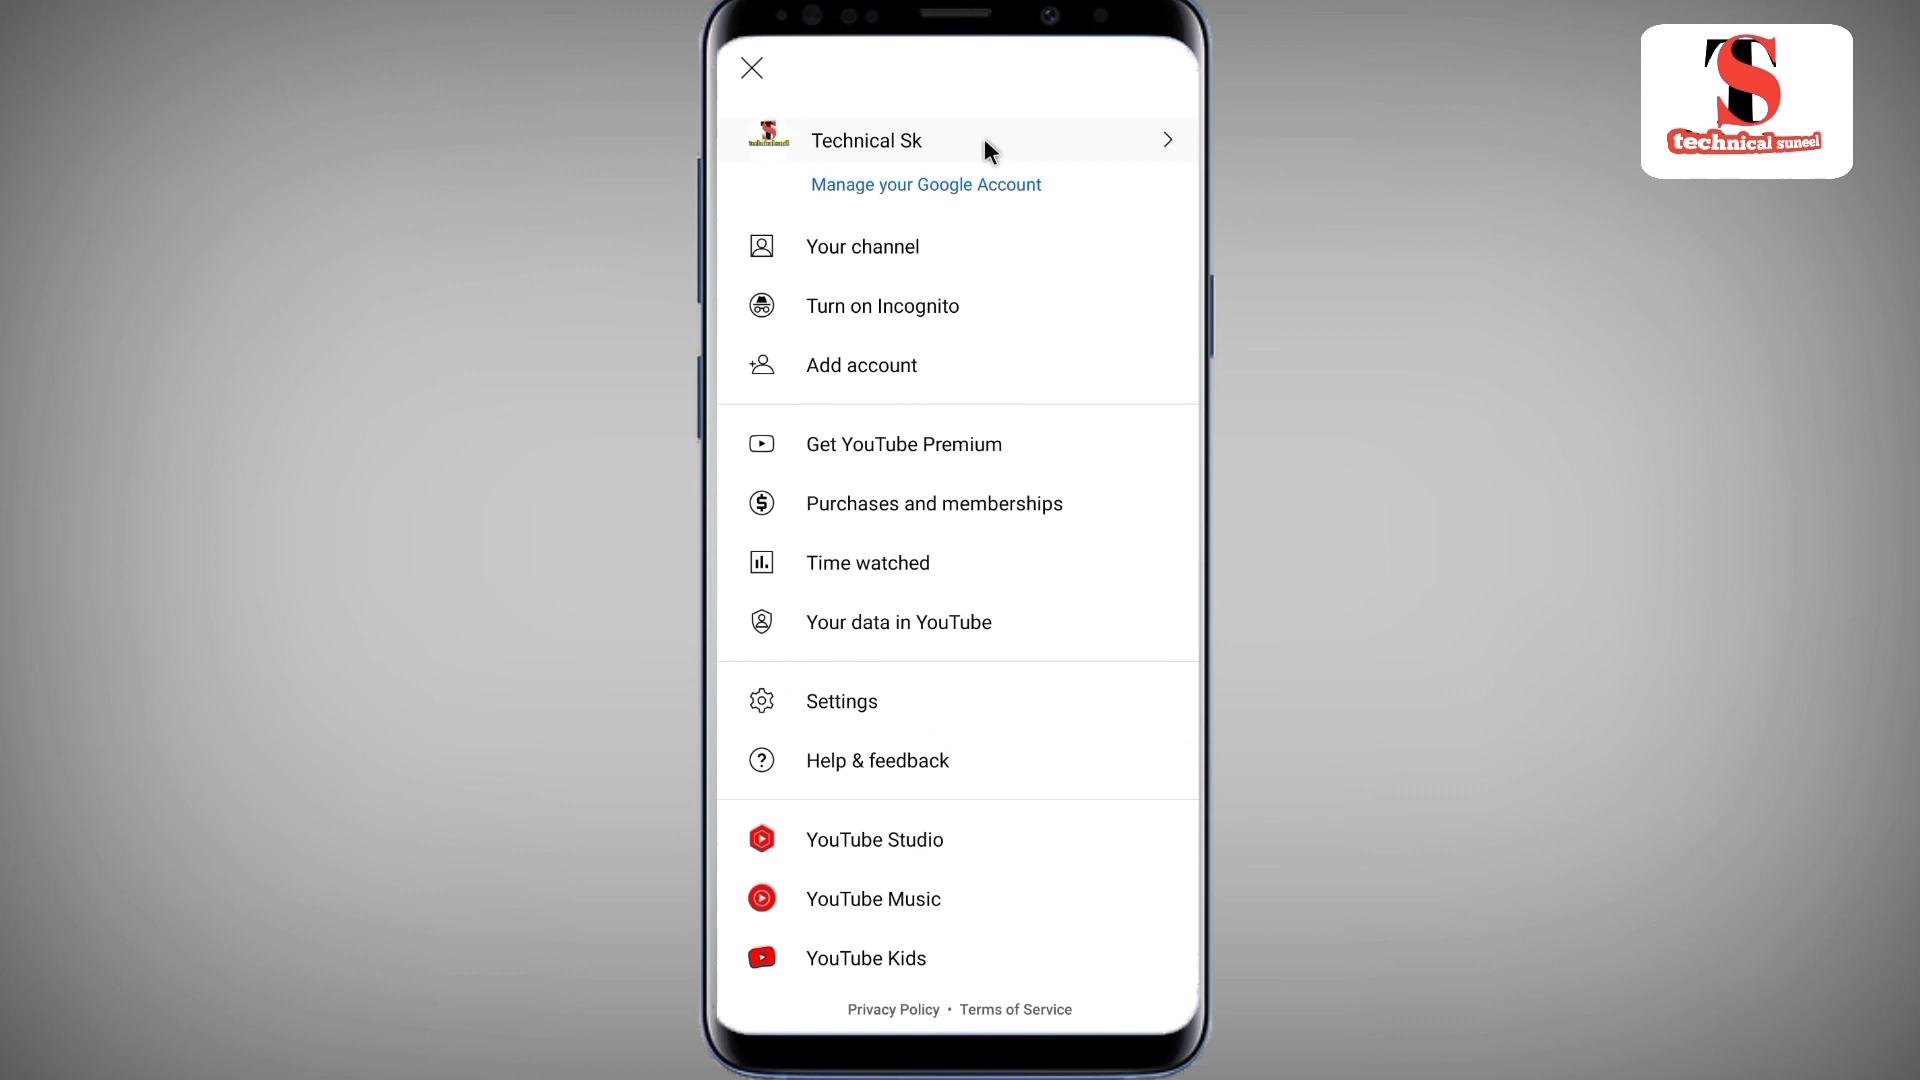 TS
technical suneel
Technical Sk
Manage your Google Account
Your channel
Turn on Incognito
Add account
Get YouTube Premium
Purchases and memberships
Time watched
Your data in YouTube
Settings
Help & feedback
YouTube Studio
YouTube Music
YouTube Kids
Privacy Policy • Terms of Service